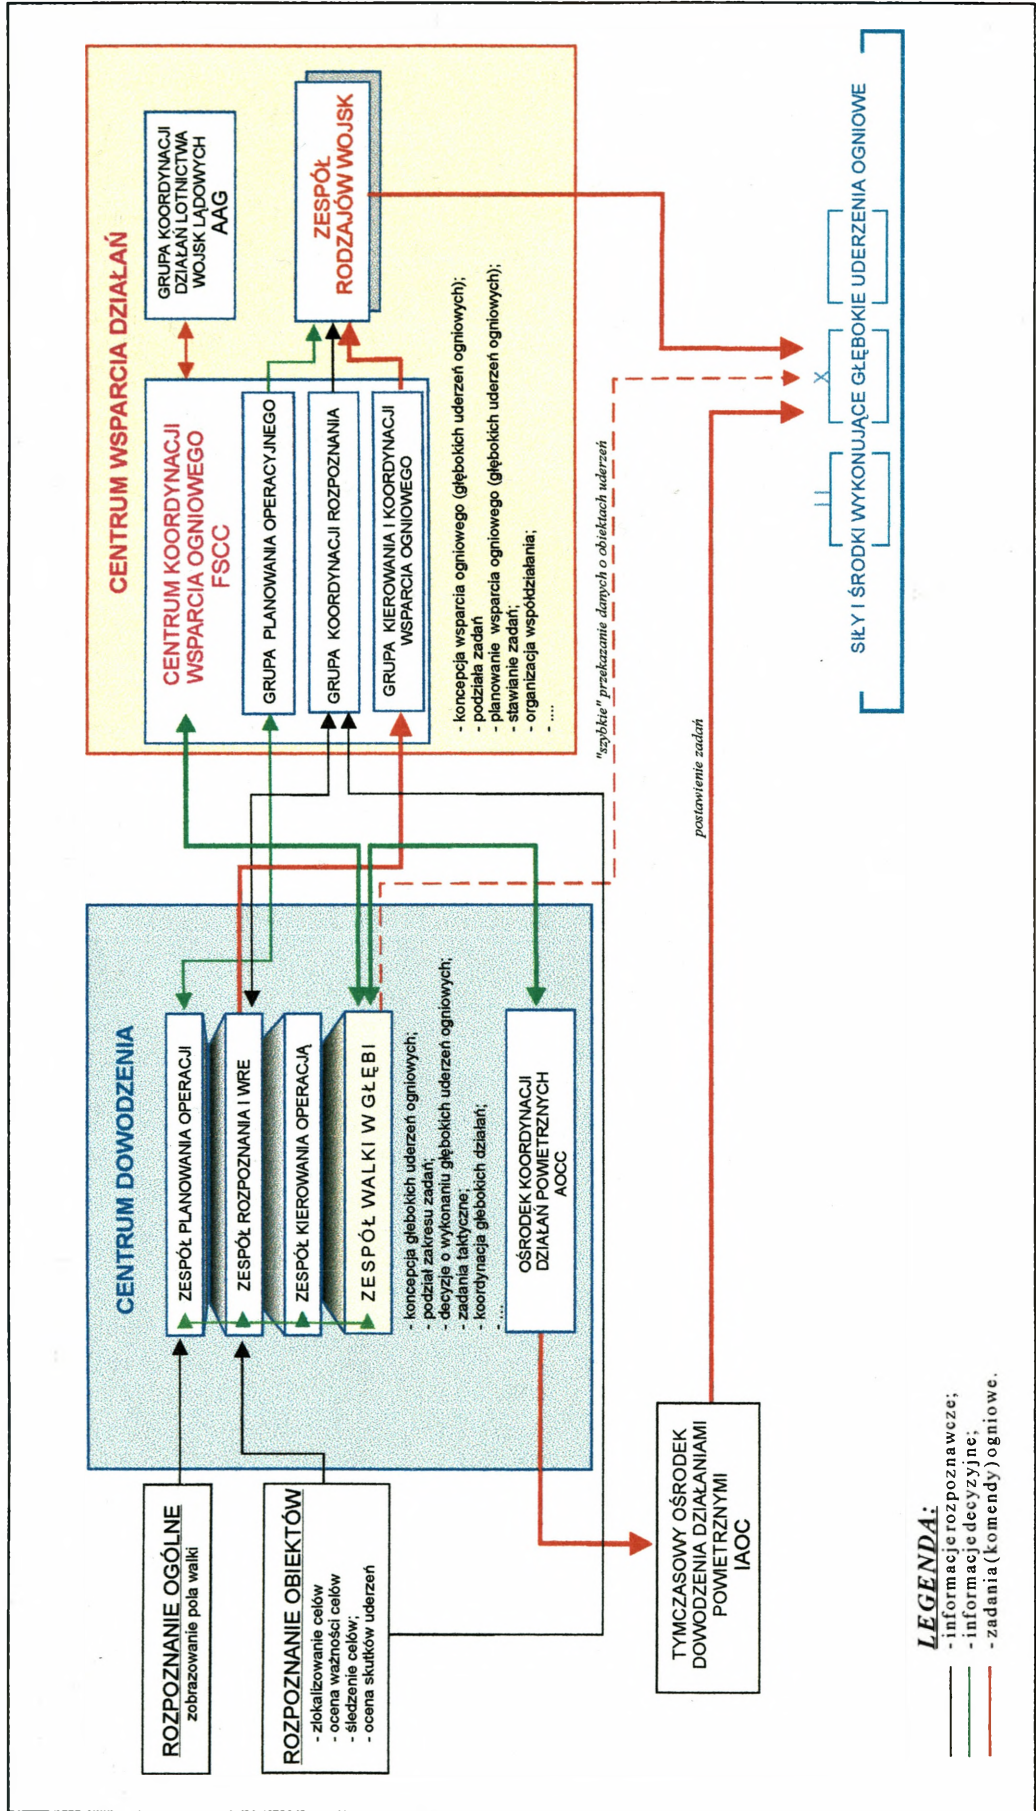 ROZPOZNANIE OGÓLNE
zobrazowanie pola walki
ROZPOZNANIE OBIEKTÓW
- zlokalizowanie celów
- ocena ważności celów
- śledzenie celów;
- ocena skutków uderzeń
CENTRUM DOWODZENIA
ZESPÓŁ PLANOWANIA OPERACJI
ZESPÓŁ ROZPOZNANIA I WRE
ZESPÓŁ KIEROWANIA OPERACJĄ
ZESPÓŁ WALKI W GŁĘBI
- koncepcja głębokich uderzeń ogniowych;
- podział zakresu zadań;
- decyzje o wykonaniu głębokich uderzeń ogniowych;
- zadania taktyczne;
- koordynacja głębokich działań;
- ...
OŚRODEK KOORDYNACJI
DZIAŁAŃ POWIETRZNYCH
AOCC
CENTRUM WSPARCIA DZIAŁAŃ
CENTRUM KOORDYNACJI
WSPARCIA OGNIOWEGO
FSCC
GRUPA PLANOWANIA OPERACYJNEGO
GRUPA KOORDYNACJI ROZPOZNANIA
GRUPA KIEROWANIA I KOORDYNACJI
WSPARCIA OGNIOWEGO
GRUPA KOORDYNACJI
DZIAŁAŃ LOTNICTWA
WOJSK LĄDOWYCH
AAG
ZESPÓŁ
RODZAJÓW WOJSK
- koncepcja wsparcia ogniowego (głębokich uderzeń ogniowych);
- podziała zadań
- planowanie wsparcia ogniowego (głębokich uderzeń ogniowych);
- stawianie zadań;
- organizacja współdziałania;
- ....
"szybkie" przekazanie danych o obiektach uderzeń
postawienie zadań
TYMCZASOWY OŚRODEK
DOWODZENIA DZIAŁANIAMI
POWIETRZNYMI
IAOC
X
SIŁY I ŚRODKI WYKONUJĄCE GŁĘBOKIE UDERZENIA OGNIOWE
LEGENDA:
- informacje rozpoznawcze;
- informacje decyzyjne;
- zadania (komendy) ogniowe.